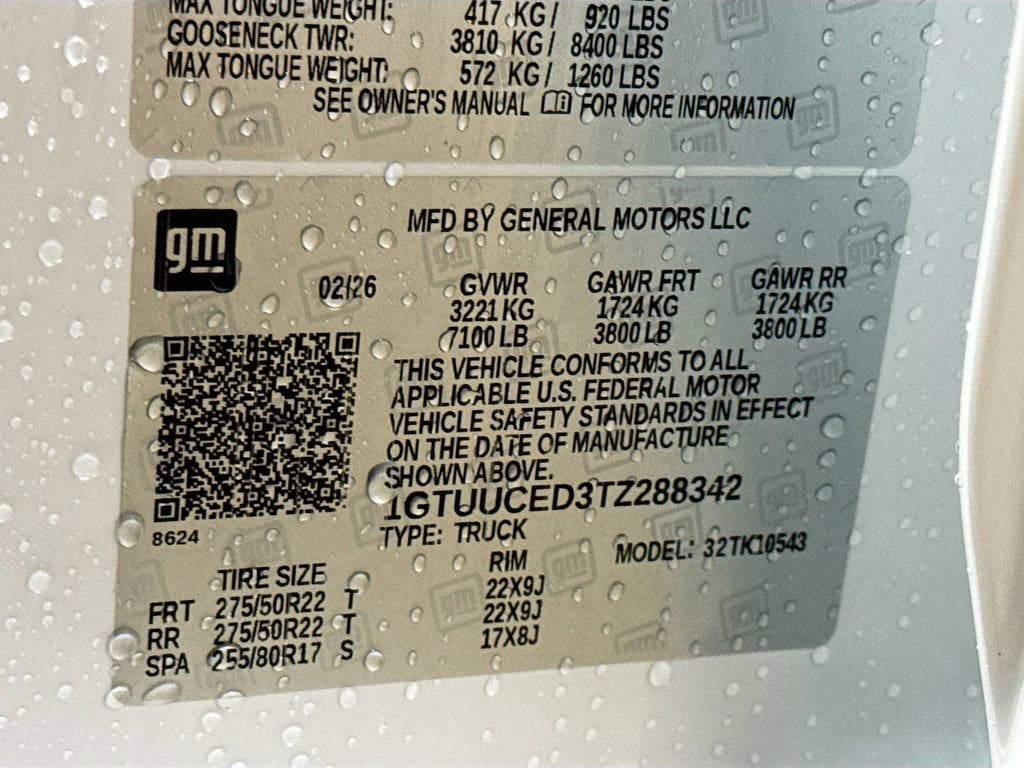 MAX TONGUE WEIGHT: 417 KG / 920 LBS
GOOSENECK TWR: 3810 KG / 8400 LBS
MAX TONGUE WEIGHT: 572 KG / 1260 LBS
SEE OWNER'S MANUAL FOR MORE INFORMATION
gm
MFD BY GENERAL MOTORS LLC
02/26 GVWR GAWR FRT GAWR RR
3221 KG 1724 KG 1724 KG
7100 LB 3800 LB 3800 LB
THIS VEHICLE CONFORMS TO ALL
APPLICABLE U.S. FEDERAL MOTOR
VEHICLE SAFETY STANDARDS IN EFFECT
ON THE DATE OF MANUFACTURE
SHOWN ABOVE.
1GTUUCED3TZ288342
8624
TYPE: TRUCK MODEL: 32TK10543
TIRE SIZE RIM
FRT 275/50R22 T 22X9J
RR 275/50R22 T 22X9J
SPA 255/80R17 S 17X8J